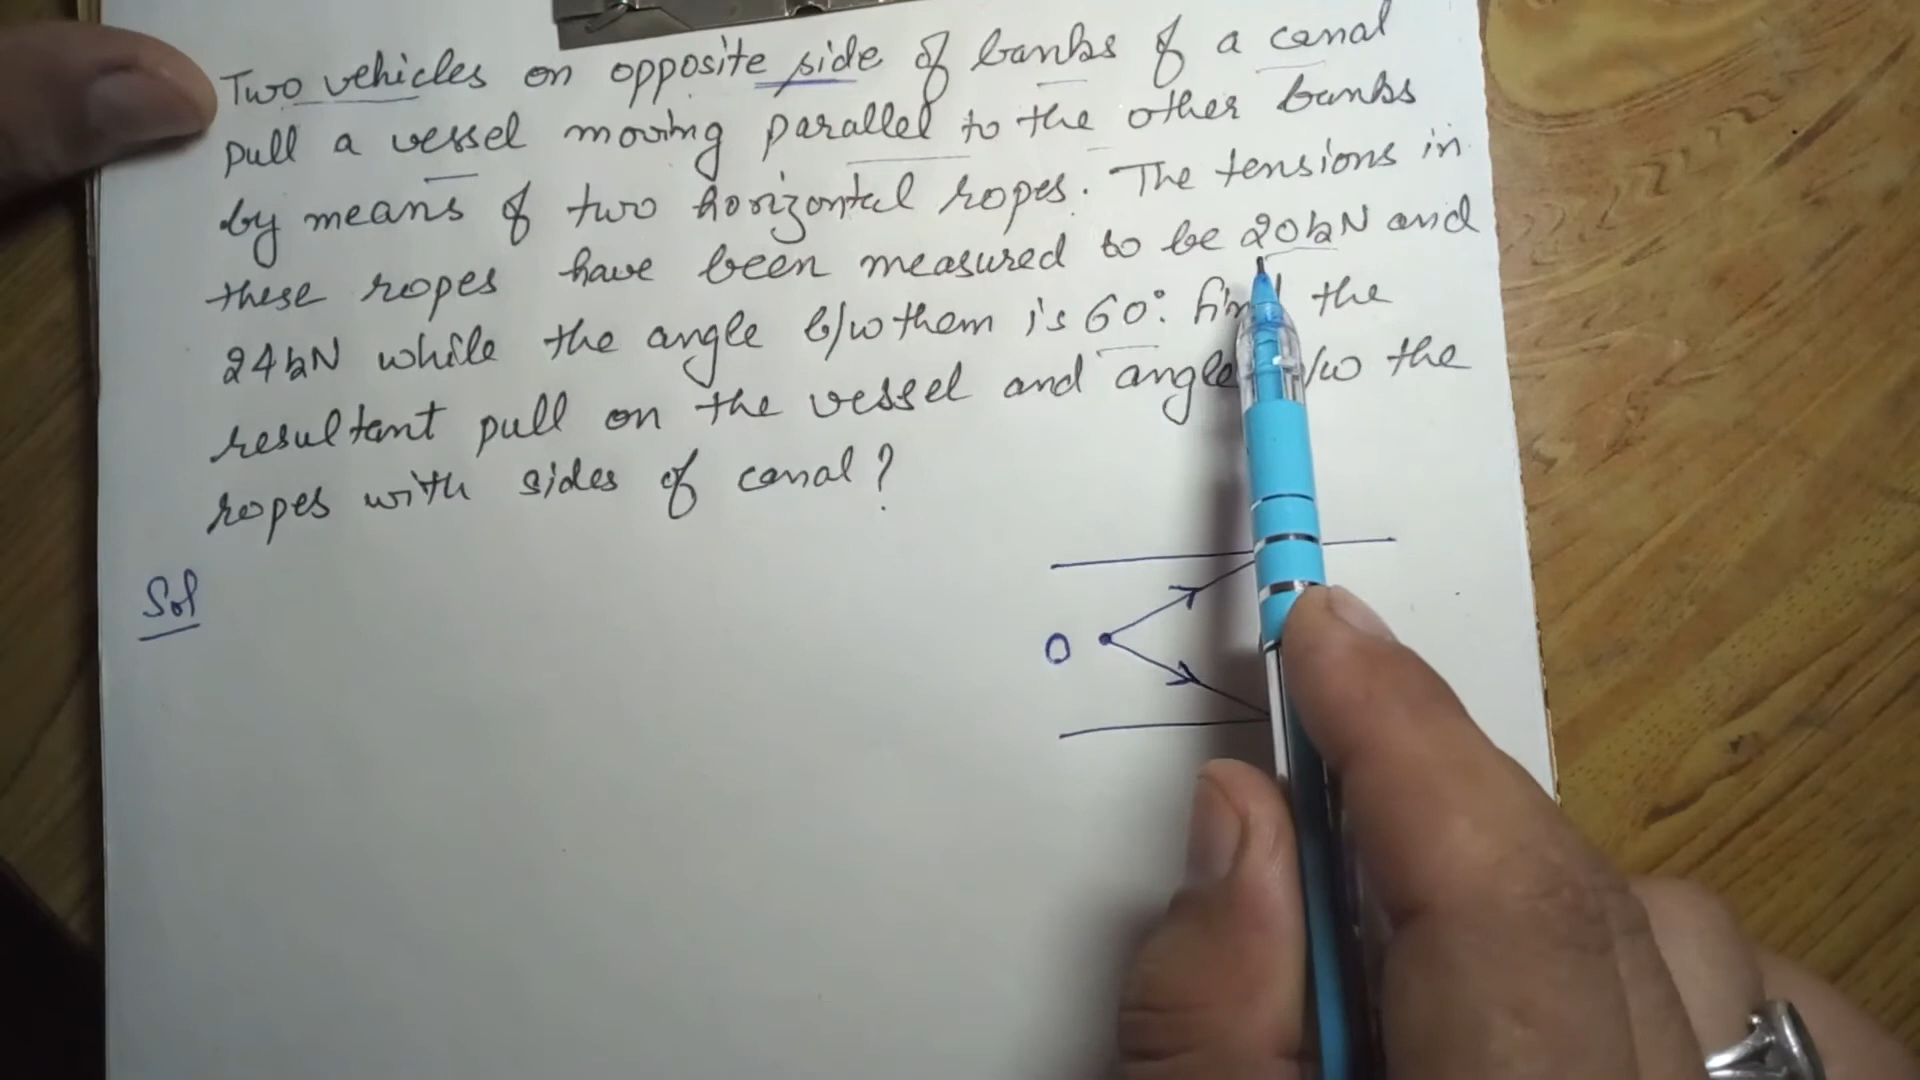 Two vehicles on opposite side of banks of a canal
pull a vessel moving parallel to the other banks
by means of two horizontal ropes. The tensions in
these ropes have been measured to be 20kN and
24kN while the angle b/w them is 60°. find the
resultant pull on the vessel and angle /w the
ropes with sides of canal?
Sol
O